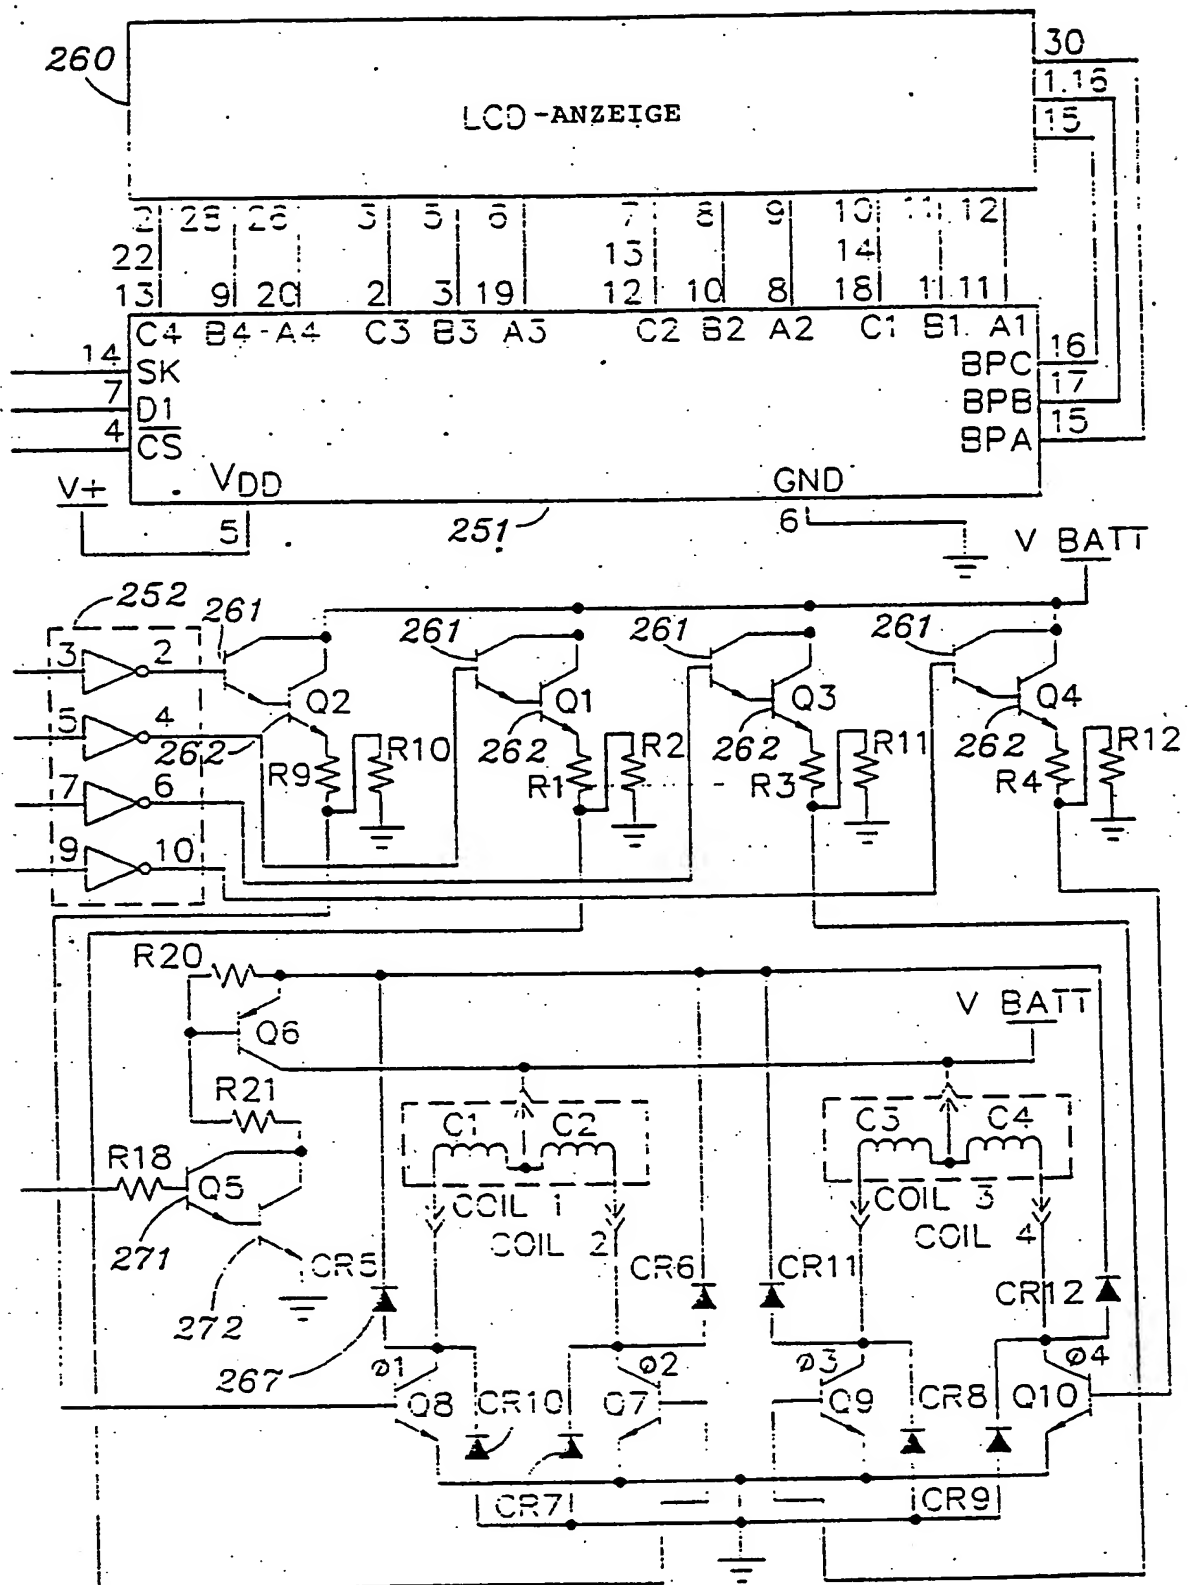 260
LCD-ANZEIGE
30
1.16
15
2 25 26 3 5 6 7 8 9 10 11 12
22 13 14
13 9 20 2 3 19 12 10 8 18 1 11
C4 B4 A4 C3 B3 A3 C2 B2 A2 C1 B1 A1
14 SK
7 D1
4 CS
BPC 16
BPB 17
BPA 15
V+
VDD
5
251
GND
6
V BATT
252
261 261 261 261
3 2
5 4
7 6
9 10
Q2 Q1 Q3 Q4
262 262 262 262
R9 R10 R1 R2 R3 R11 R4 R12
R20
Q6
V BATT
R21
C1 C2 C3 C4
R18
Q5
COIL 1
COIL 2
COIL 3
COIL 4
271
272
CR5 CR6 CR11 CR12
267
ø1 ø2 ø3 ø4
Q8 CR10 Q7 Q9 CR8 Q10
CR7 CR9